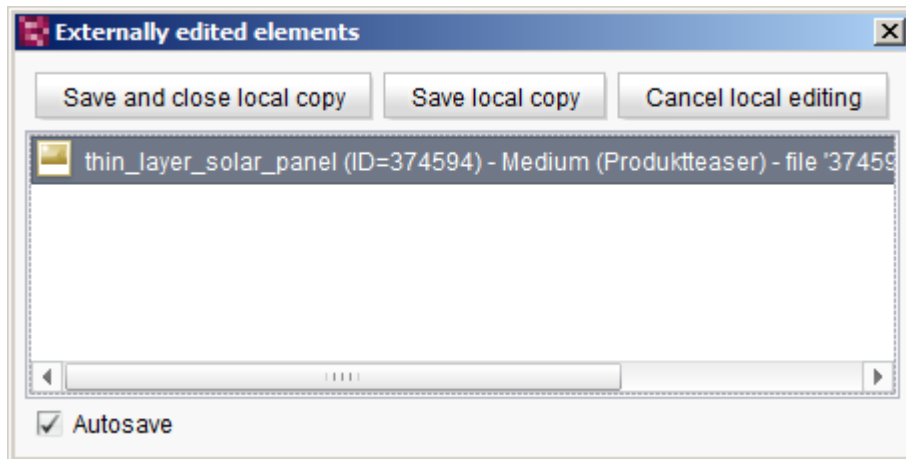 Externally edited elements
Save and close local copy Save local copy Cancel local editing
thin_layer_solar_panel (ID=374594) - Medium (Produktteaser) - file '37459
Autosave